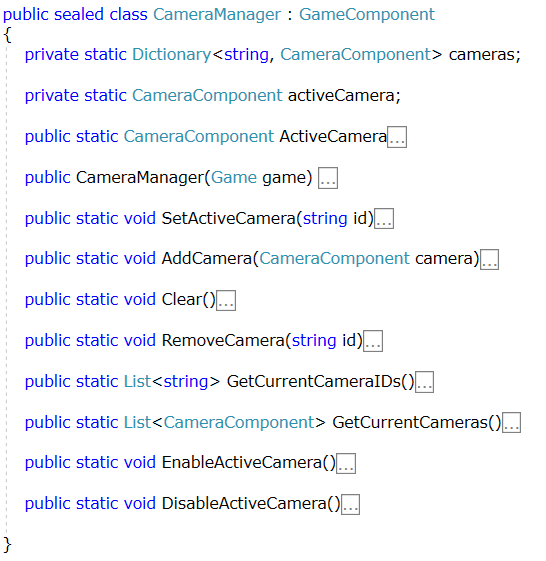 public sealed class CameraManager : GameComponent
{
private static Dictionary<string, CameraComponent> cameras;
private static CameraComponent activeCamera;
public static CameraComponent ActiveCamera...
public CameraManager(Game game) ...
public static void SetActiveCamera(string id)...
public static void AddCamera(CameraComponent camera)...
public static void Clear()...
public static void RemoveCamera(string id)...
public static List<string> GetCurrentCameraIDs()...
public static List<CameraComponent> GetCurrentCameras()...
public static void EnableActiveCamera()...
public static void DisableActiveCamera()...
}